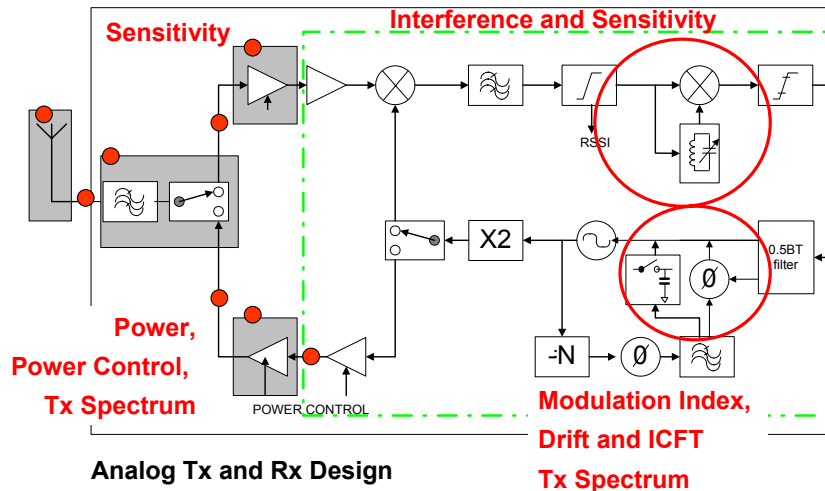 Interference and Sensitivity
Sensitivity
RSSI
X2
0.5BT
filter
Ø
-:-N
Ø
Power,
Power Control,
Tx Spectrum
POWER CONTROL
Modulation Index,
Drift and ICFT
Tx Spectrum
Analog Tx and Rx Design